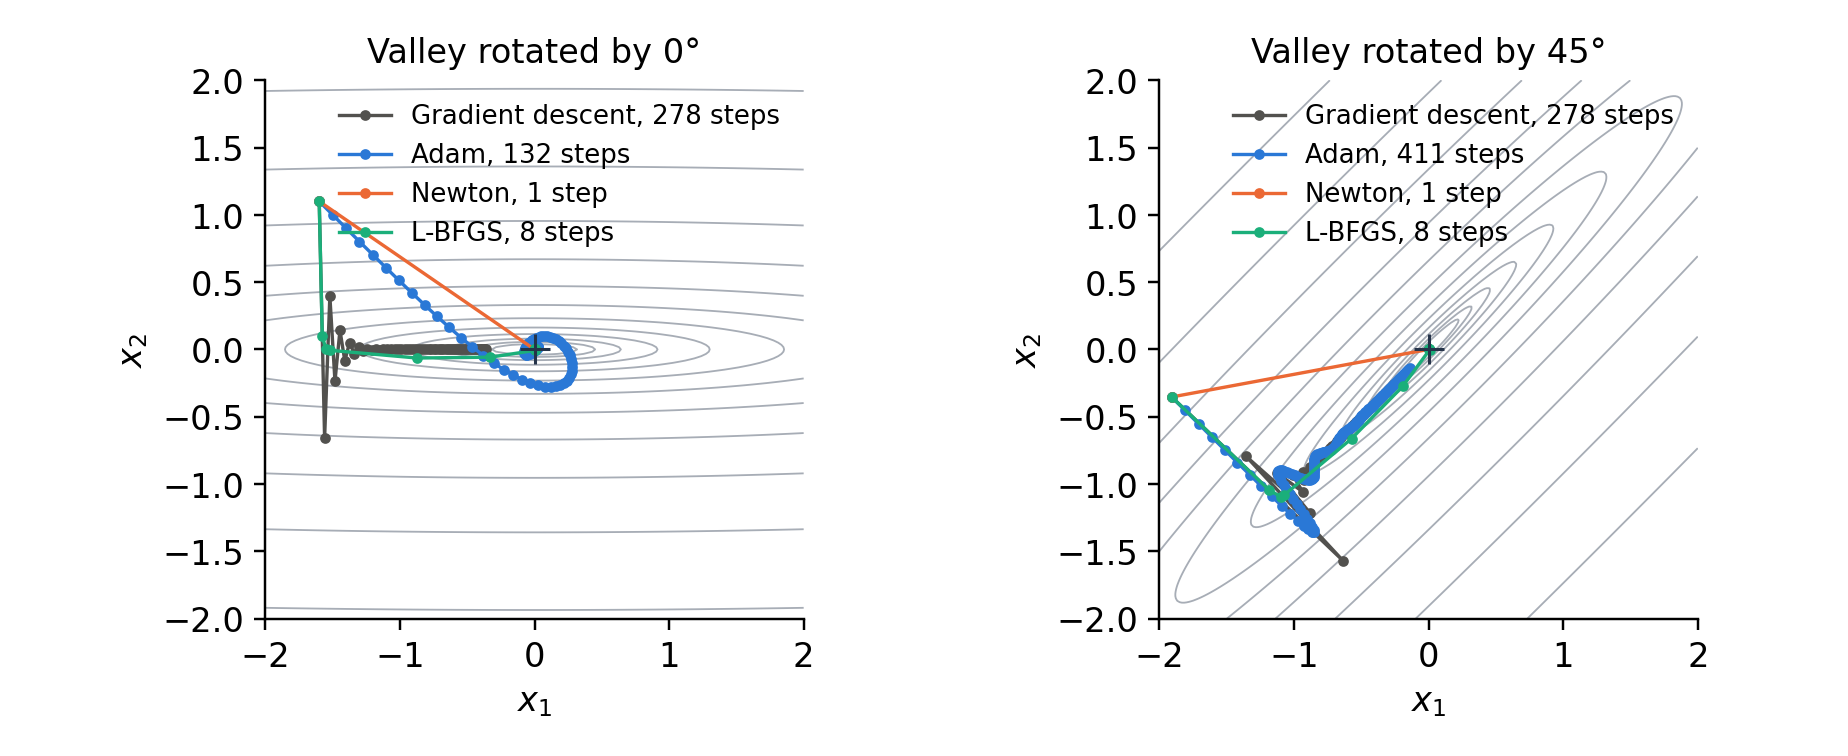 Valley rotated by 0°
Gradient descent, 278 steps
Adam, 132 steps
Newton, 1 step
L-BFGS, 8 steps
2.0
1.5
1.0
0.5
0.0
−0.5
−1.0
−1.5
−2.0
x₂
−2 −1 0 1 2
x₁
Valley rotated by 45°
Gradient descent, 278 steps
Adam, 411 steps
Newton, 1 step
L-BFGS, 8 steps
2.0
1.5
1.0
0.5
0.0
−0.5
−1.0
−1.5
−2.0
x₂
−2 −1 0 1 2
x₁